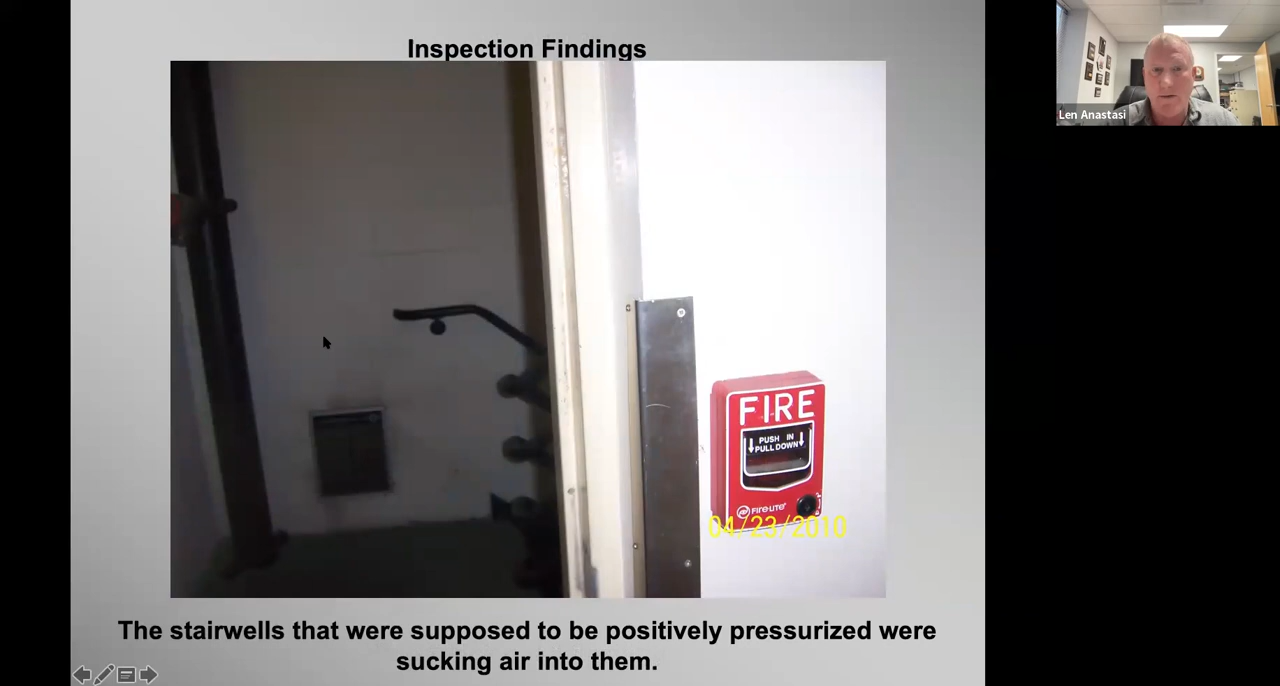 Inspection Findings
Len Anastasi
FIRE
PUSH IN
PULL DOWN
FIRE-LITE
04/23/2010
The stairwells that were supposed to be positively pressurized were
sucking air into them.